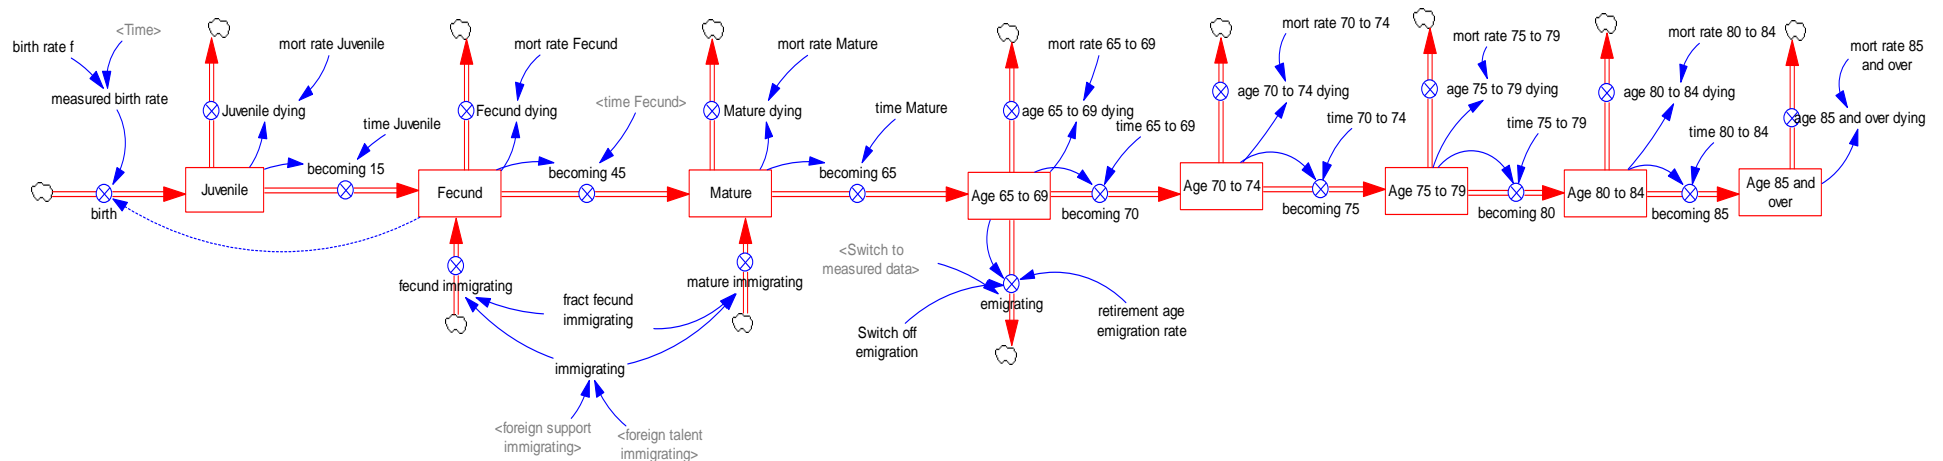 <Time>
birth rate f
measured birth rate
birth
Juvenile
mort rate Juvenile
Juvenile dying
time Juvenile
becoming 15
Fecund
mort rate Fecund
Fecund dying
<time Fecund>
becoming 45
fecund immigrating
fract fecund
immigrating
immigrating
<foreign support
immigrating>
<foreign talent
immigrating>
Mature
mort rate Mature
Mature dying
time Mature
becoming 65
mature immigrating
Age 65 to 69
mort rate 65 to 69
age 65 to 69 dying
time 65 to 69
becoming 70
<Switch to
measured data>
emigrating
Switch off
emigration
retirement age
emigration rate
Age 70 to 74
mort rate 70 to 74
age 70 to 74 dying
time 70 to 74
becoming 75
Age 75 to 79
mort rate 75 to 79
age 75 to 79 dying
time 75 to 79
becoming 80
Age 80 to 84
mort rate 80 to 84
age 80 to 84 dying
time 80 to 84
becoming 85
Age 85 and
over
mort rate 85
and over
age 85 and over dying